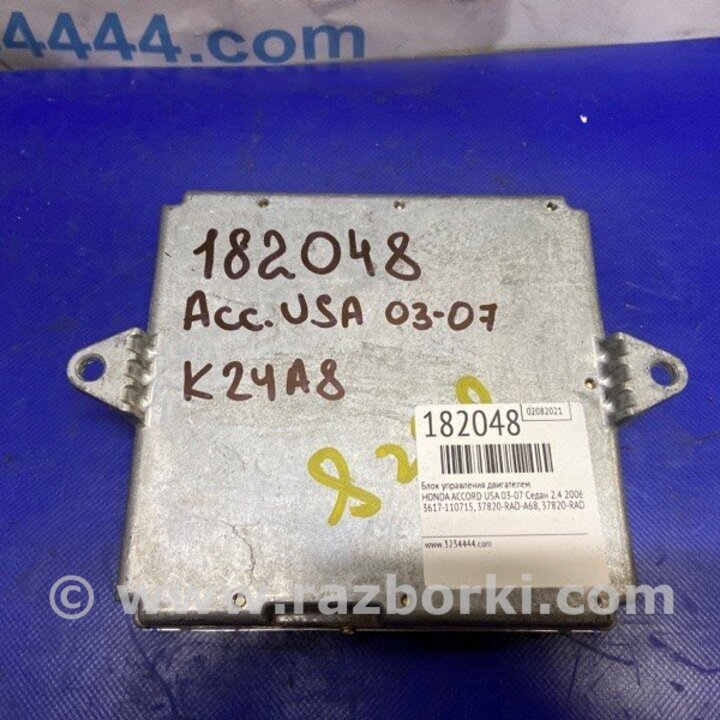 4444.com
182048
Acc. USA 03-07
K24A8
182048
02082021
Блок управления двигателем
HONDA ACCORD USA 03-07 Седан 2.4 2006
3617-110715, 37820-RAD-A68, 37820-RAD
www.3234444.com
© www.razborki.com